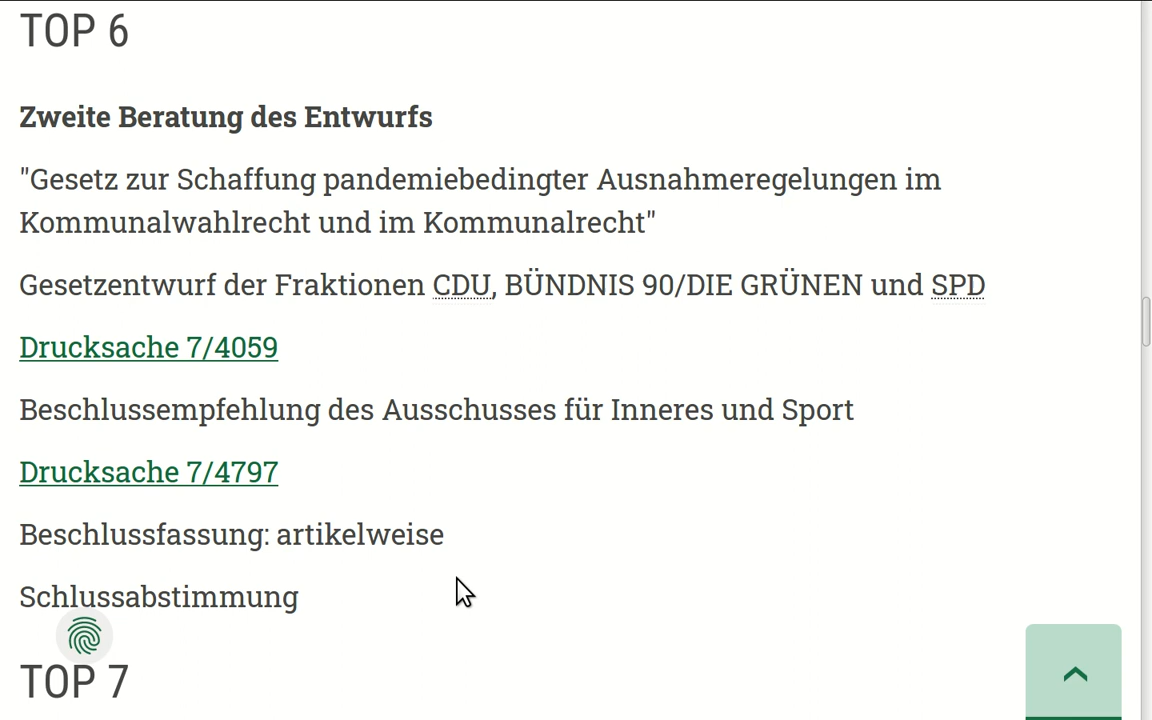 TOP 6
Zweite Beratung des Entwurfs
"Gesetz zur Schaffung pandemiebedingter Ausnahmeregelungen im
Kommunalwahlrecht und im Kommunalrecht"
Gesetzentwurf der Fraktionen CDU, BÜNDNIS 90/DIE GRÜNEN und SPD
Drucksache 7/4059
Beschlussempfehlung des Ausschusses für Inneres und Sport
Drucksache 7/4797
Beschlussfassung: artikelweise
Schlussabstimmung
TOP 7